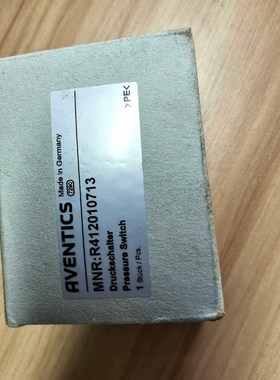 AVENTICS Made in Germany
MNR:R412010713
Druckschalter
Pressure Switch
1 Stück / Pcs.
>PE<